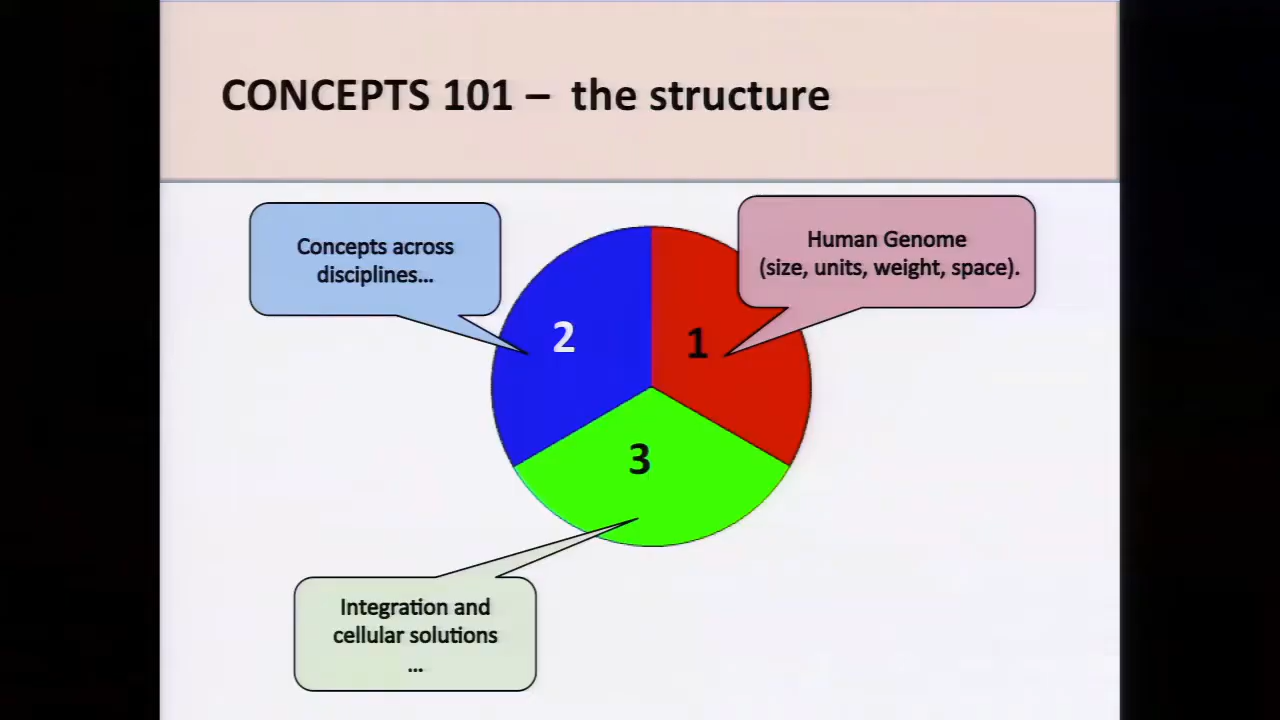 CONCEPTS 101 – the structure
Concepts across
disciplines...
Human Genome
(size, units, weight, space).
2
1
3
Integration and
cellular solutions
...